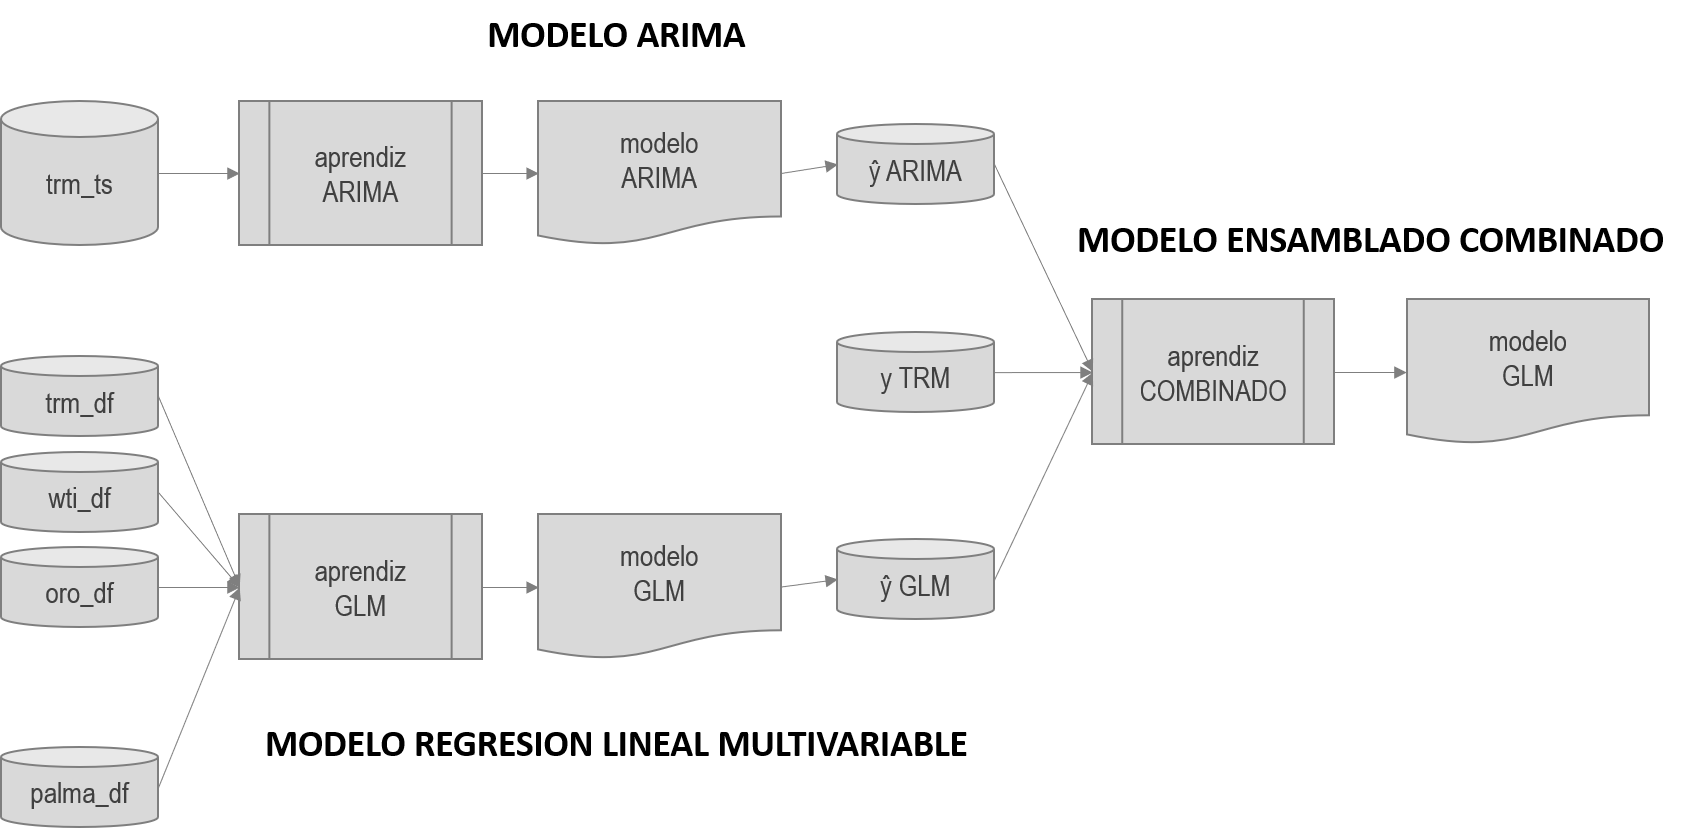 MODELO ARIMA
trm_ts
aprendiz
ARIMA
modelo
ARIMA
ŷ ARIMA
MODELO ENSAMBLADO COMBINADO
y TRM
aprendiz
COMBINADO
modelo
GLM
trm_df
wti_df
oro_df
palma_df
aprendiz
GLM
modelo
GLM
ŷ GLM
MODELO REGRESION LINEAL MULTIVARIABLE